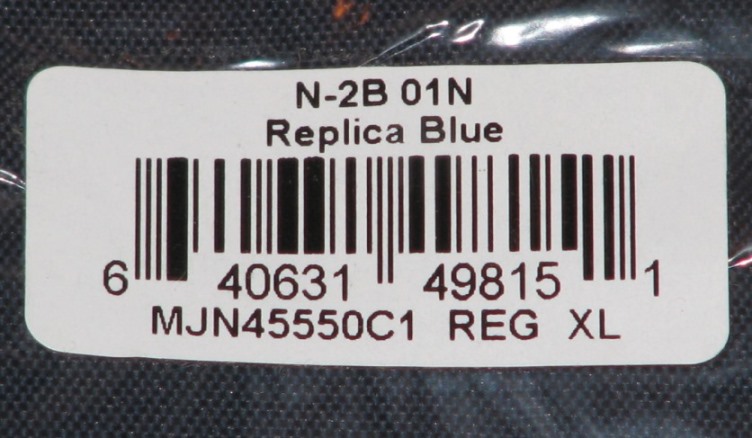 N-2B 01N
Replica Blue
6 40631 49815 1
MJN45550C1 REG XL